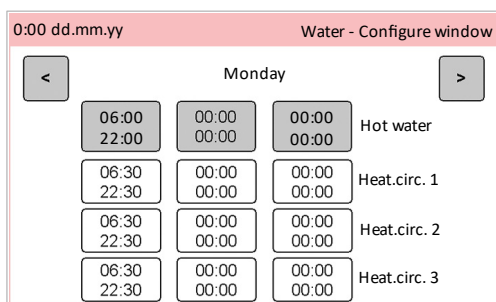 0:00 dd.mm.yy Water - Configure window
< Monday >
06:00 00:00 00:00 Hot water
22:00 00:00 00:00
06:30 00:00 00:00 Heat.circ. 1
22:30 00:00 00:00
06:30 00:00 00:00 Heat.circ. 2
22:30 00:00 00:00
06:30 00:00 00:00 Heat.circ. 3
22:30 00:00 00:00